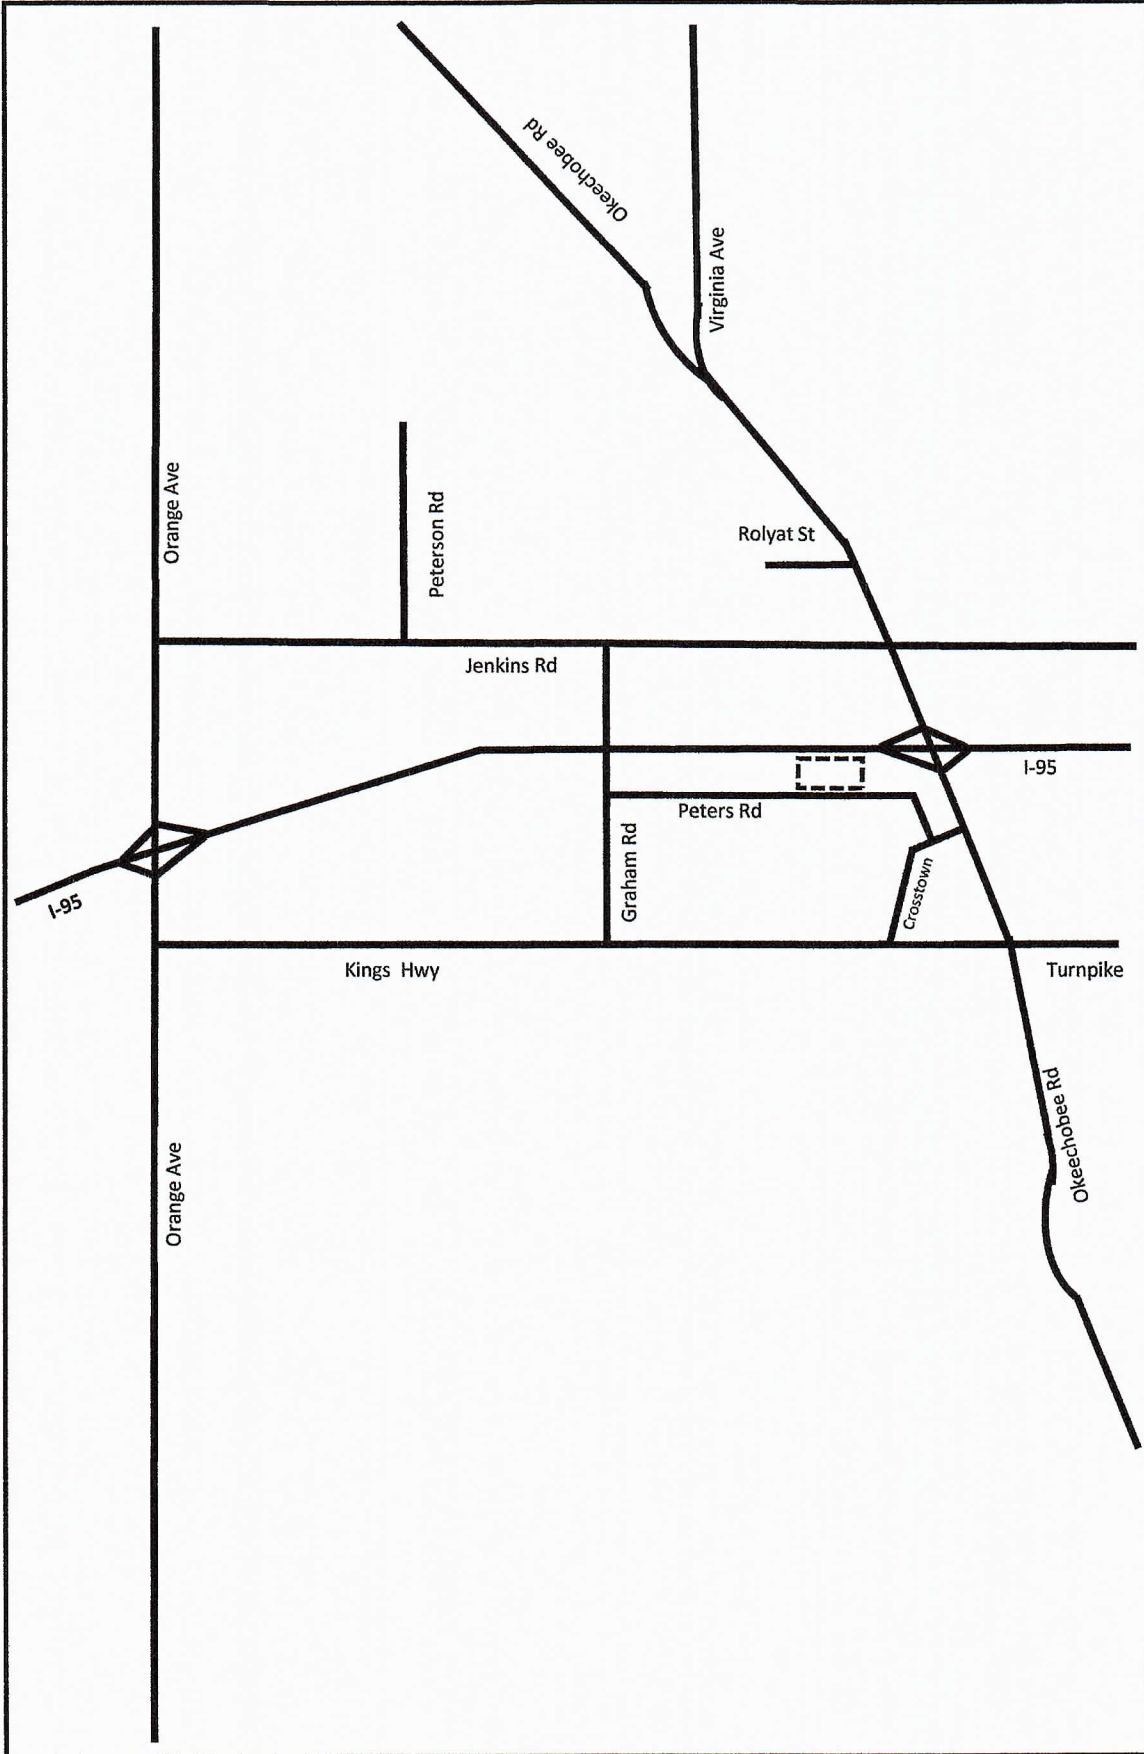 Okeechobee Rd
Virginia Ave
Orange Ave
Peterson Rd
Rolyat St
Jenkins Rd
I-95
Peters Rd
Graham Rd
Crosstown
I-95
Kings Hwy
Turnpike
Okeechobee Rd
Orange Ave